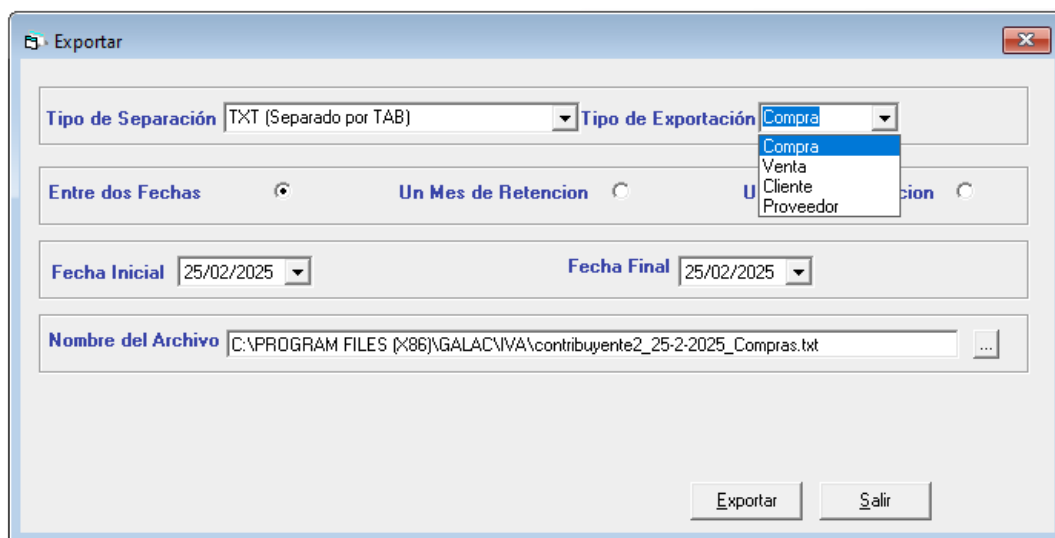 Exportar
Tipo de Separación TXT (Separado por TAB) Tipo de Exportación Compra
Compra
Venta
Cliente
Proveedor
Entre dos Fechas Un Mes de Retencion U cion
Fecha Inicial 25/02/2025 Fecha Final 25/02/2025
Nombre del Archivo C:\PROGRAM FILES (X86)\GALAC\IVA\contribuyente2_25-2-2025_Compras.txt ...
Exportar Salir